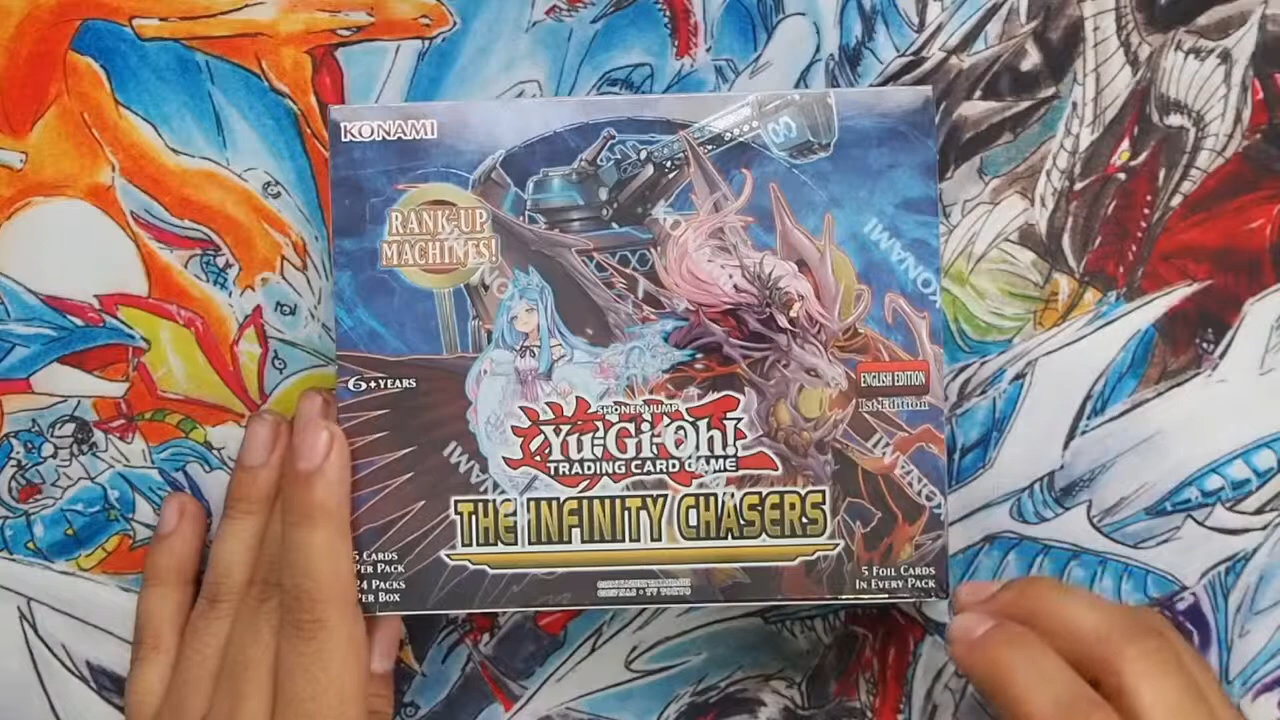 KONAMI
RANK-UP
MACHINES!
KONAMI
6+YEARS
ENGLISH EDITION
1st Edition
SHONEN JUMP
Yu-Gi-Oh!
TRADING CARD GAME
KONAMI
KONAMI
THE INFINITY CHASERS
5 CARDS
PER PACK
24 PACKS
PER BOX
5 FOIL CARDS
IN EVERY PACK